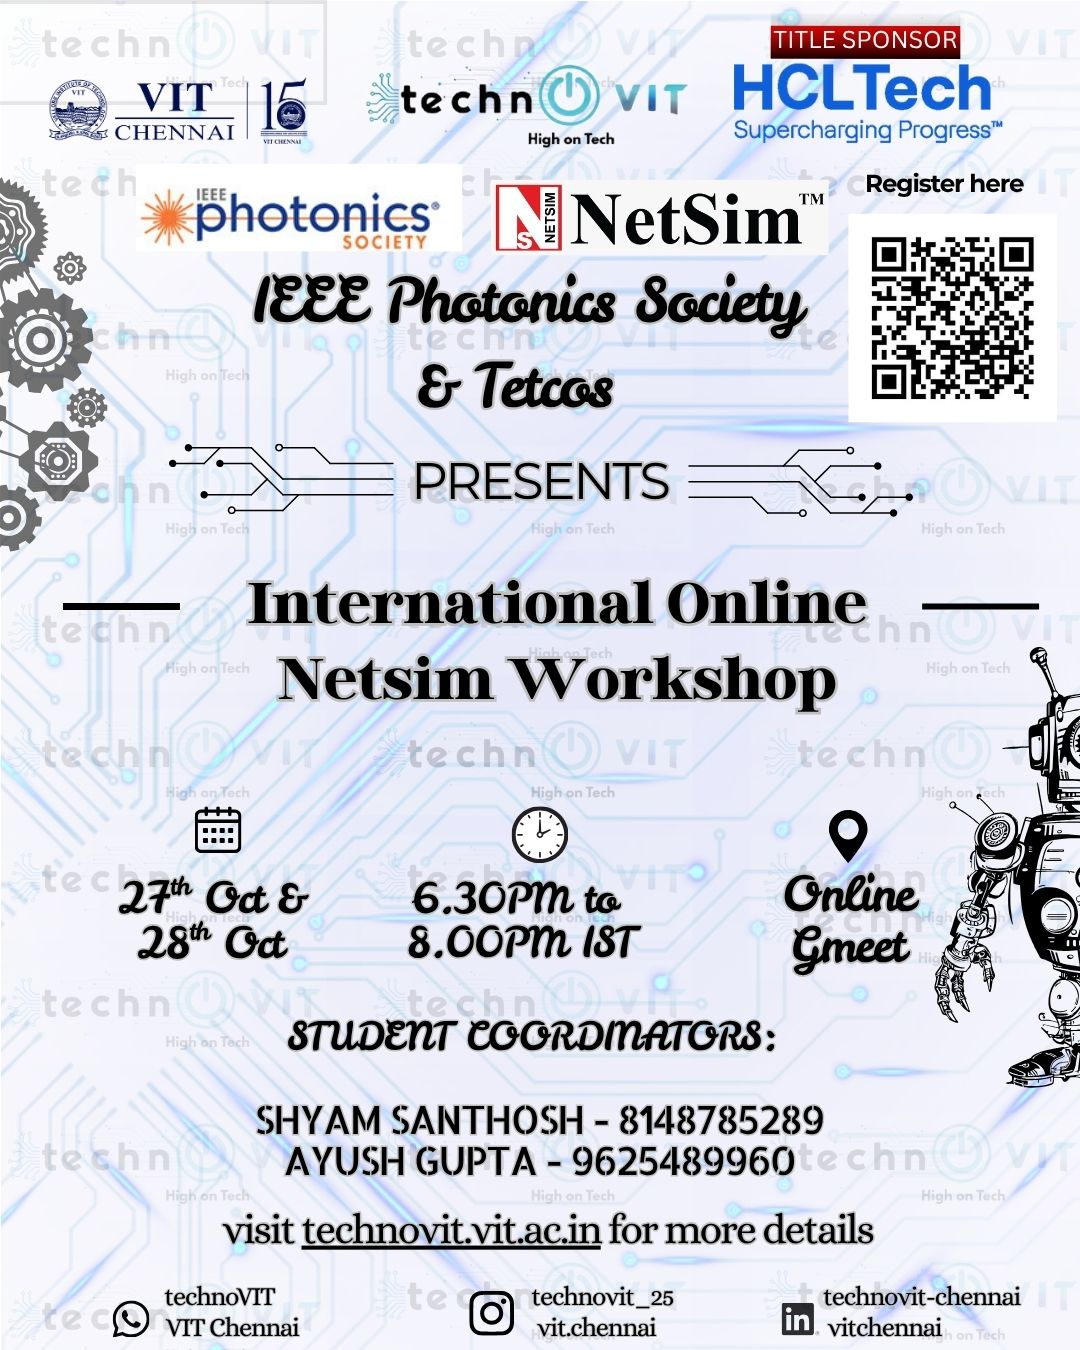 TITLE SPONSOR
VIT
CHENNAI
15
VIT CHENNAI
technoVIT
High on Tech
HCLTech
Supercharging Progress™
IEEE
photonics®
SOCIETY
NETSIM
NetSim™
Register here
IEEE Photonics Society
& Tetcos
PRESENTS
International Online
Netsim Workshop
27th Oct &
28th Oct
6.30PM to
8.00PM IST
Online
Gmeet
STUDENT COORDINATORS:
SHYAM SANTHOSH - 8148785289
AYUSH GUPTA - 9625489960
visit technovit.vit.ac.in for more details
technoVIT
VIT Chennai
technovit_25
vit.chennai
technovit-chennai
vitchennai